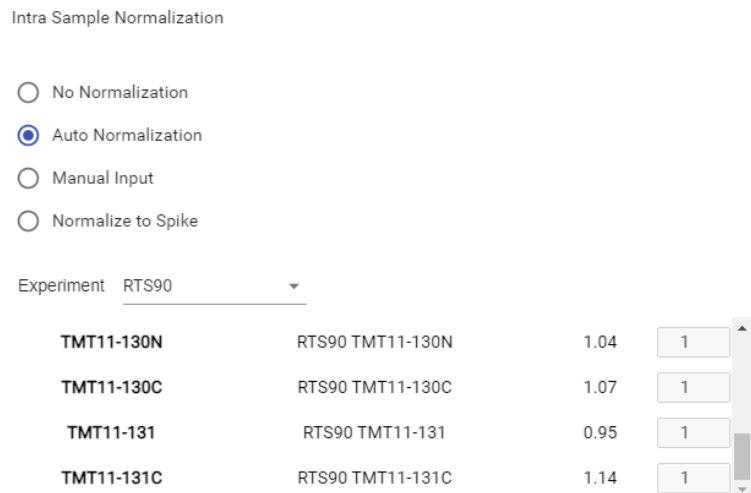 Intra Sample Normalization
No Normalization
Auto Normalization
Manual Input
Normalize to Spike
Experiment RTS90
TMT11-130N RTS90 TMT11-130N 1.04 1
TMT11-130C RTS90 TMT11-130C 1.07 1
TMT11-131 RTS90 TMT11-131 0.95 1
TMT11-131C RTS90 TMT11-131C 1.14 1